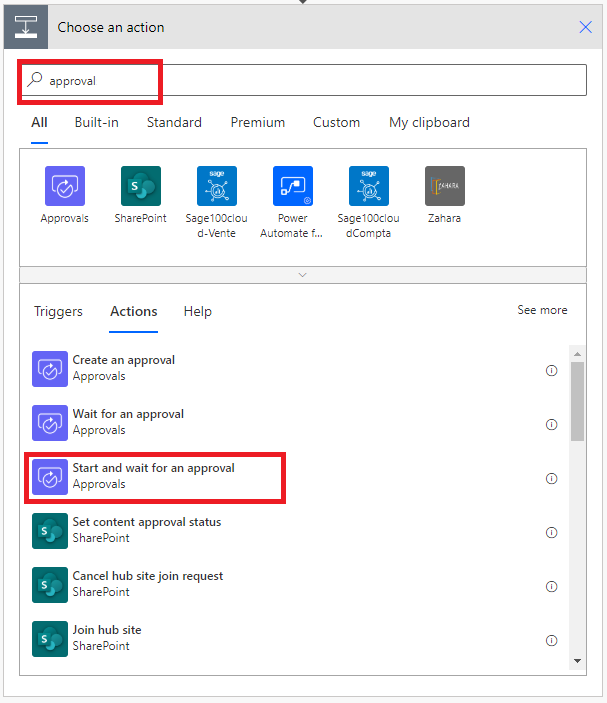 Choose an action
approval
All Built-in Standard Premium Custom My clipboard
sage sage ZAHARA
Approvals SharePoint Sage100clou Power Sage100clou Zahara
d-Vente Automate f... dCompta
Triggers Actions Help See more
Create an approval
Approvals
Wait for an approval
Approvals
Start and wait for an approval
Approvals
S Set content approval status
SharePoint
S Cancel hub site join request
SharePoint
S Join hub site
SharePoint